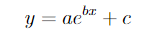 y = ae^{bx} + c